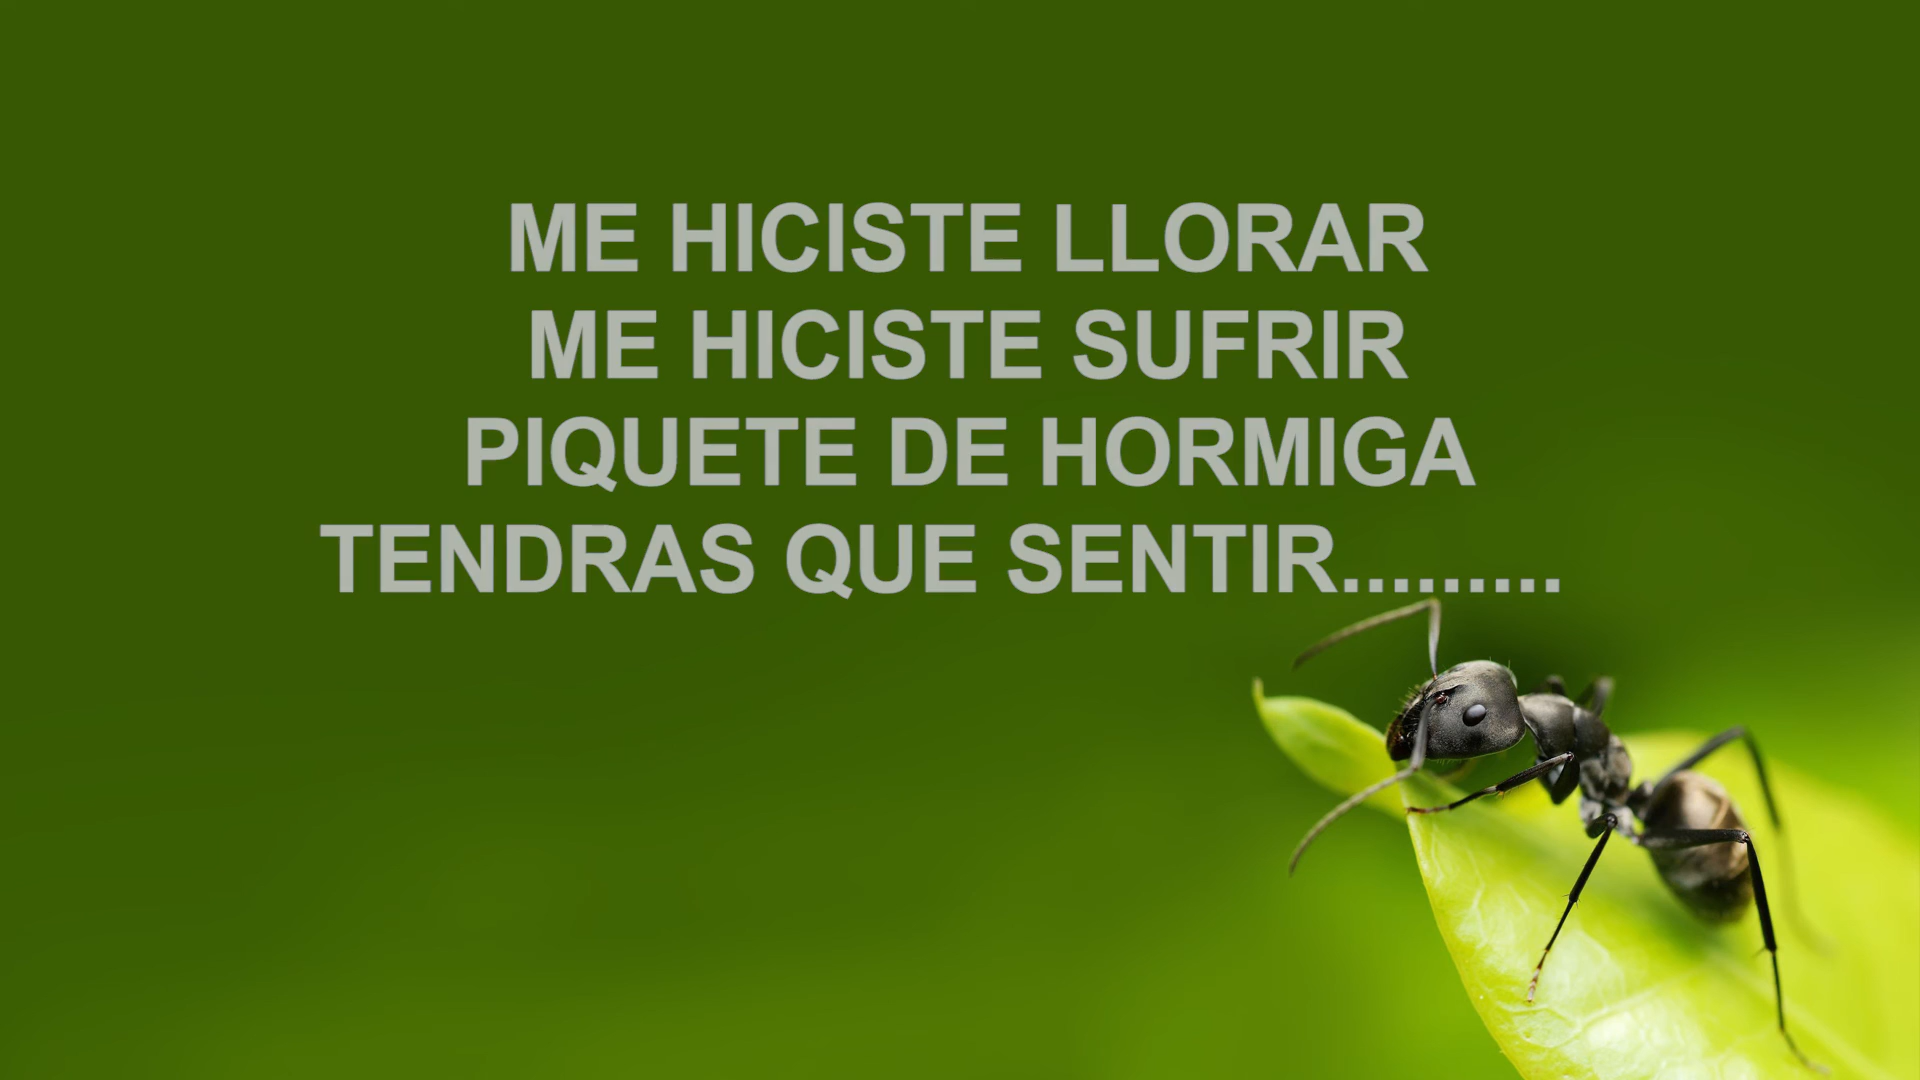 ME HICISTE LLORAR
ME HICISTE SUFRIR
PIQUETE DE HORMIGA
TENDRAS QUE SENTIR.........